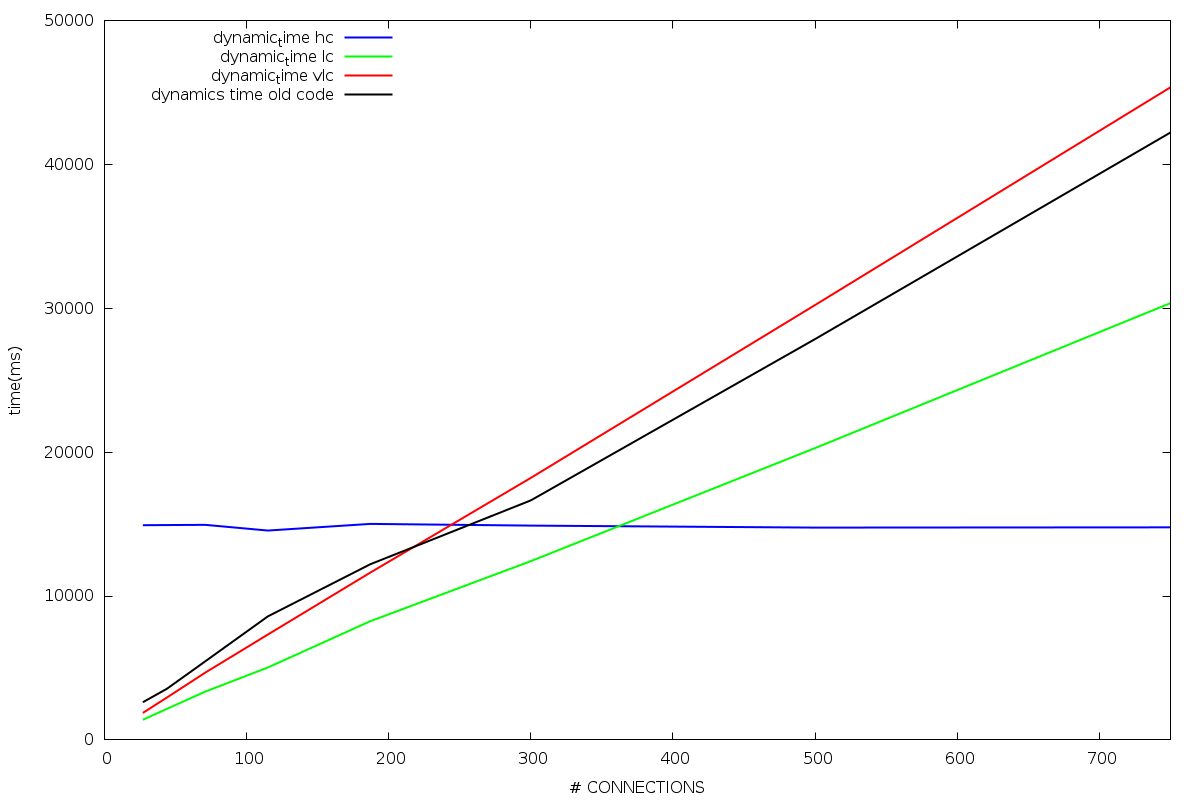 50000
dynamic_time hc
dynamic_time lc
dynamic_time vlc
dynamics time old code
40000
30000
time(ms)
20000
10000
0
0 100 200 300 400 500 600 700
# CONNECTIONS